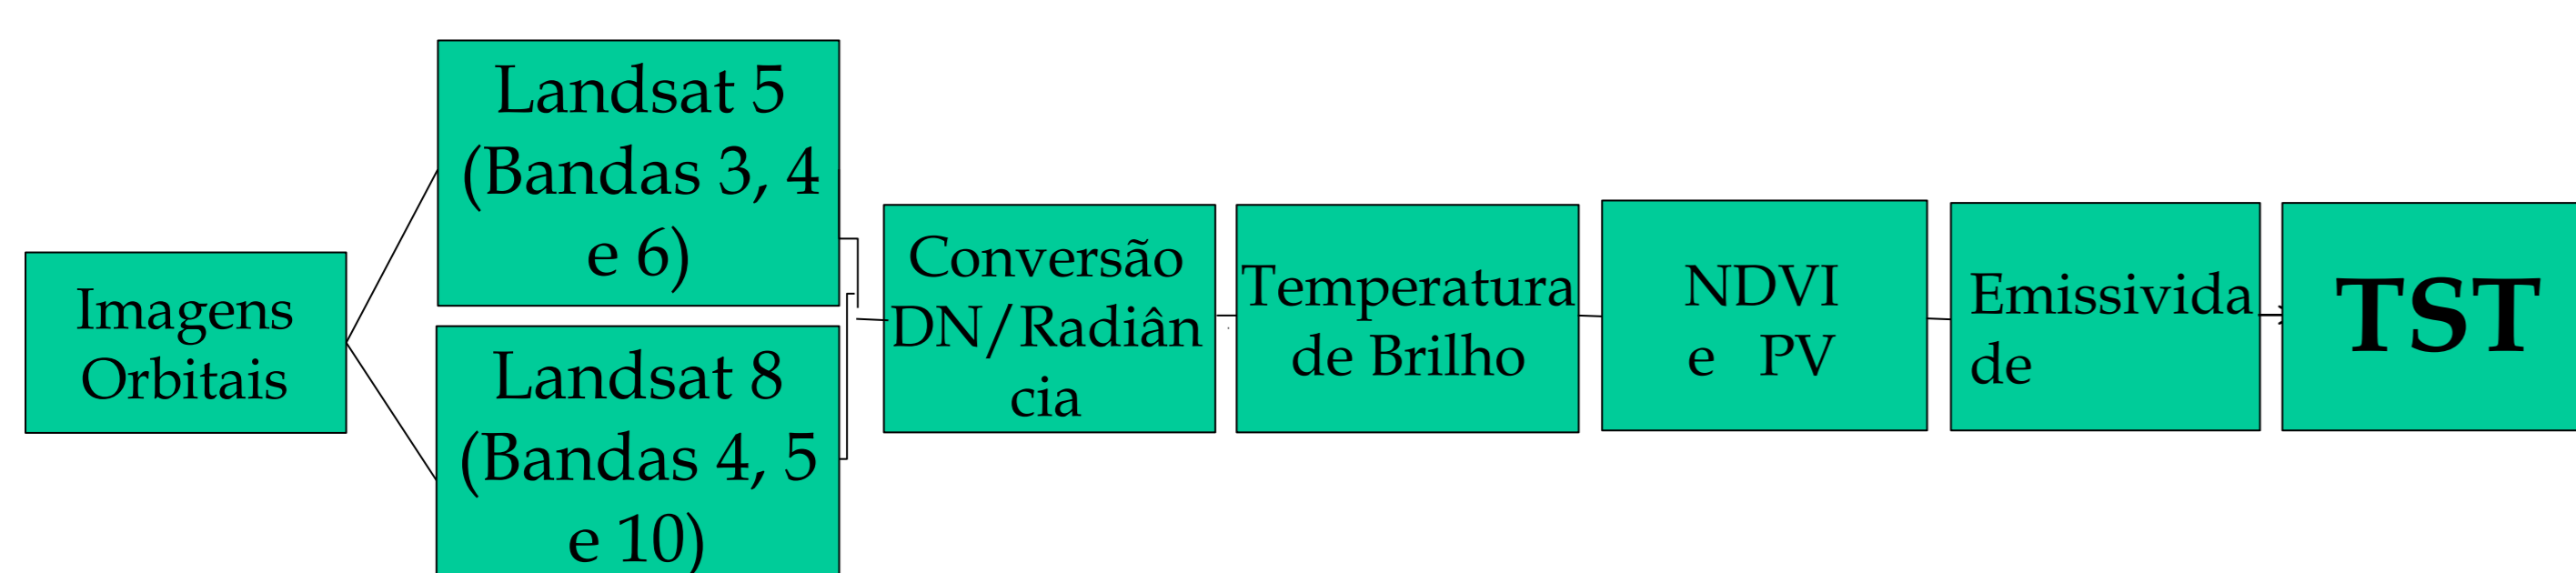 Imagens
Orbitais
Landsat 5
(Bandas 3, 4
e 6)
Landsat 8
(Bandas 4, 5
e 10)
Conversão
DN/Radiân
cia
Temperatura
de Brilho
NDVI
e PV
Emissivida
de
TST